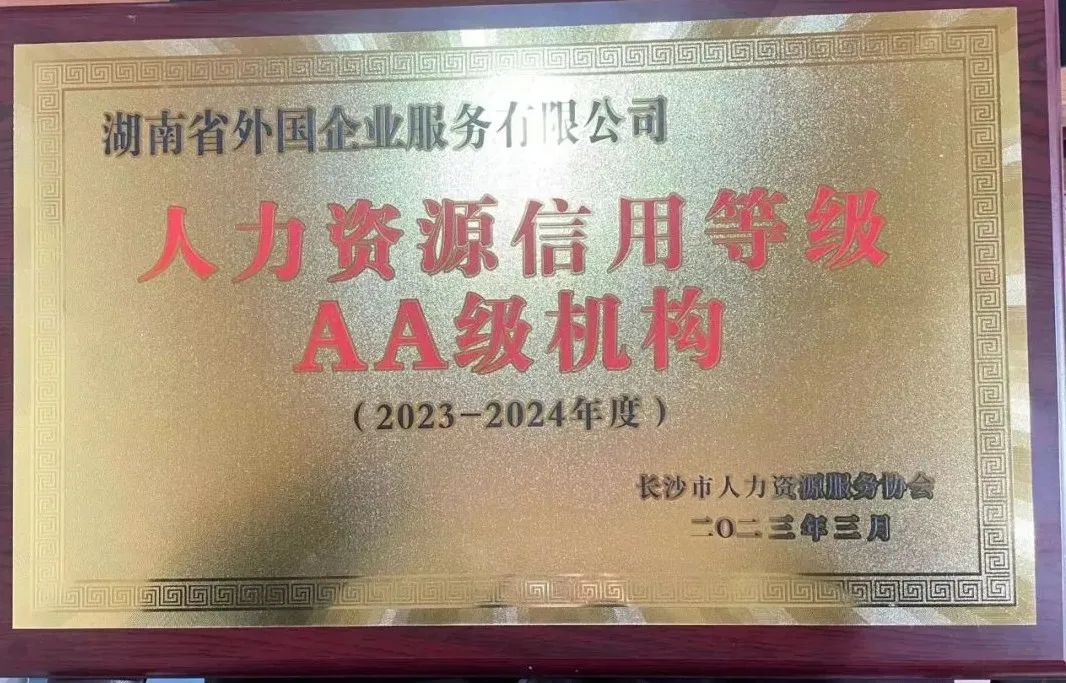 湖南省外国企业服务有限公司
人力资源信用等级
AA级机构
（2023-2024年度）
长沙市人力资源服务协会
二〇二三年三月